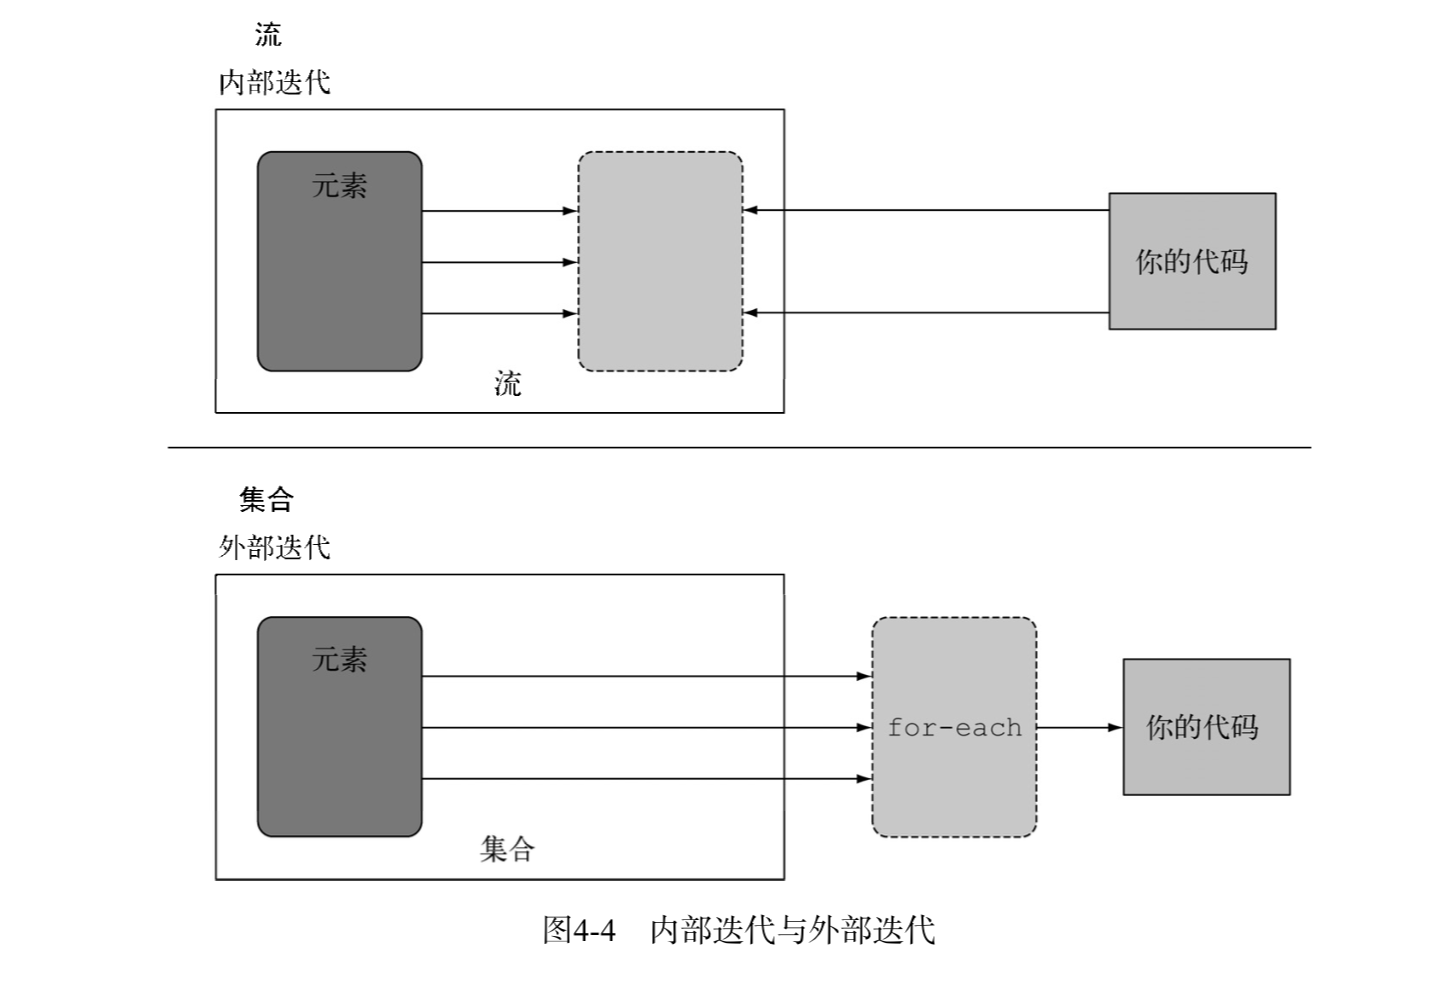 流
内部迭代
元素
你的代码
流
集合
外部迭代
元素
for-each
你的代码
集合
图4-4 内部迭代与外部迭代